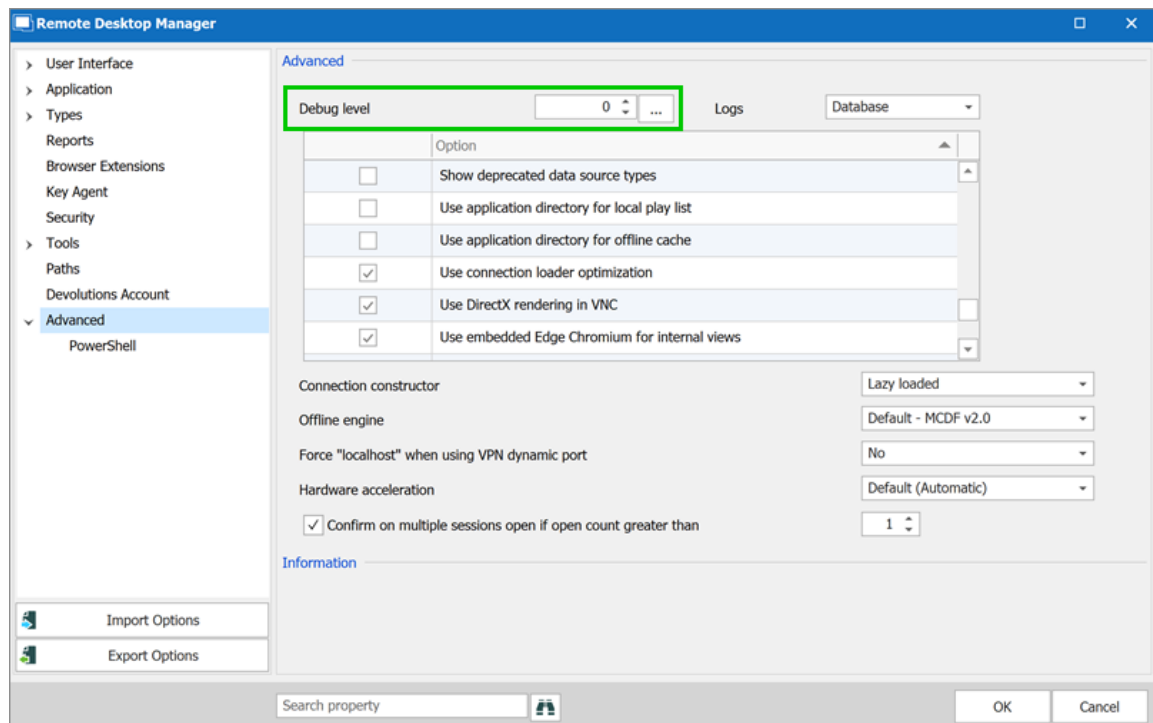 Remote Desktop Manager
User Interface
Application
Types
Reports
Browser Extensions
Key Agent
Security
Tools
Paths
Devolutions Account
Advanced
PowerShell
Import Options
Export Options
Advanced
Debug level 0 ... Logs Database
Option
Show deprecated data source types
Use application directory for local play list
Use application directory for offline cache
Use connection loader optimization
Use DirectX rendering in VNC
Use embedded Edge Chromium for internal views
Connection constructor Lazy loaded
Offline engine Default - MCDF v2.0
Force "localhost" when using VPN dynamic port No
Hardware acceleration Default (Automatic)
Confirm on multiple sessions open if open count greater than 1
Information
Search property OK Cancel